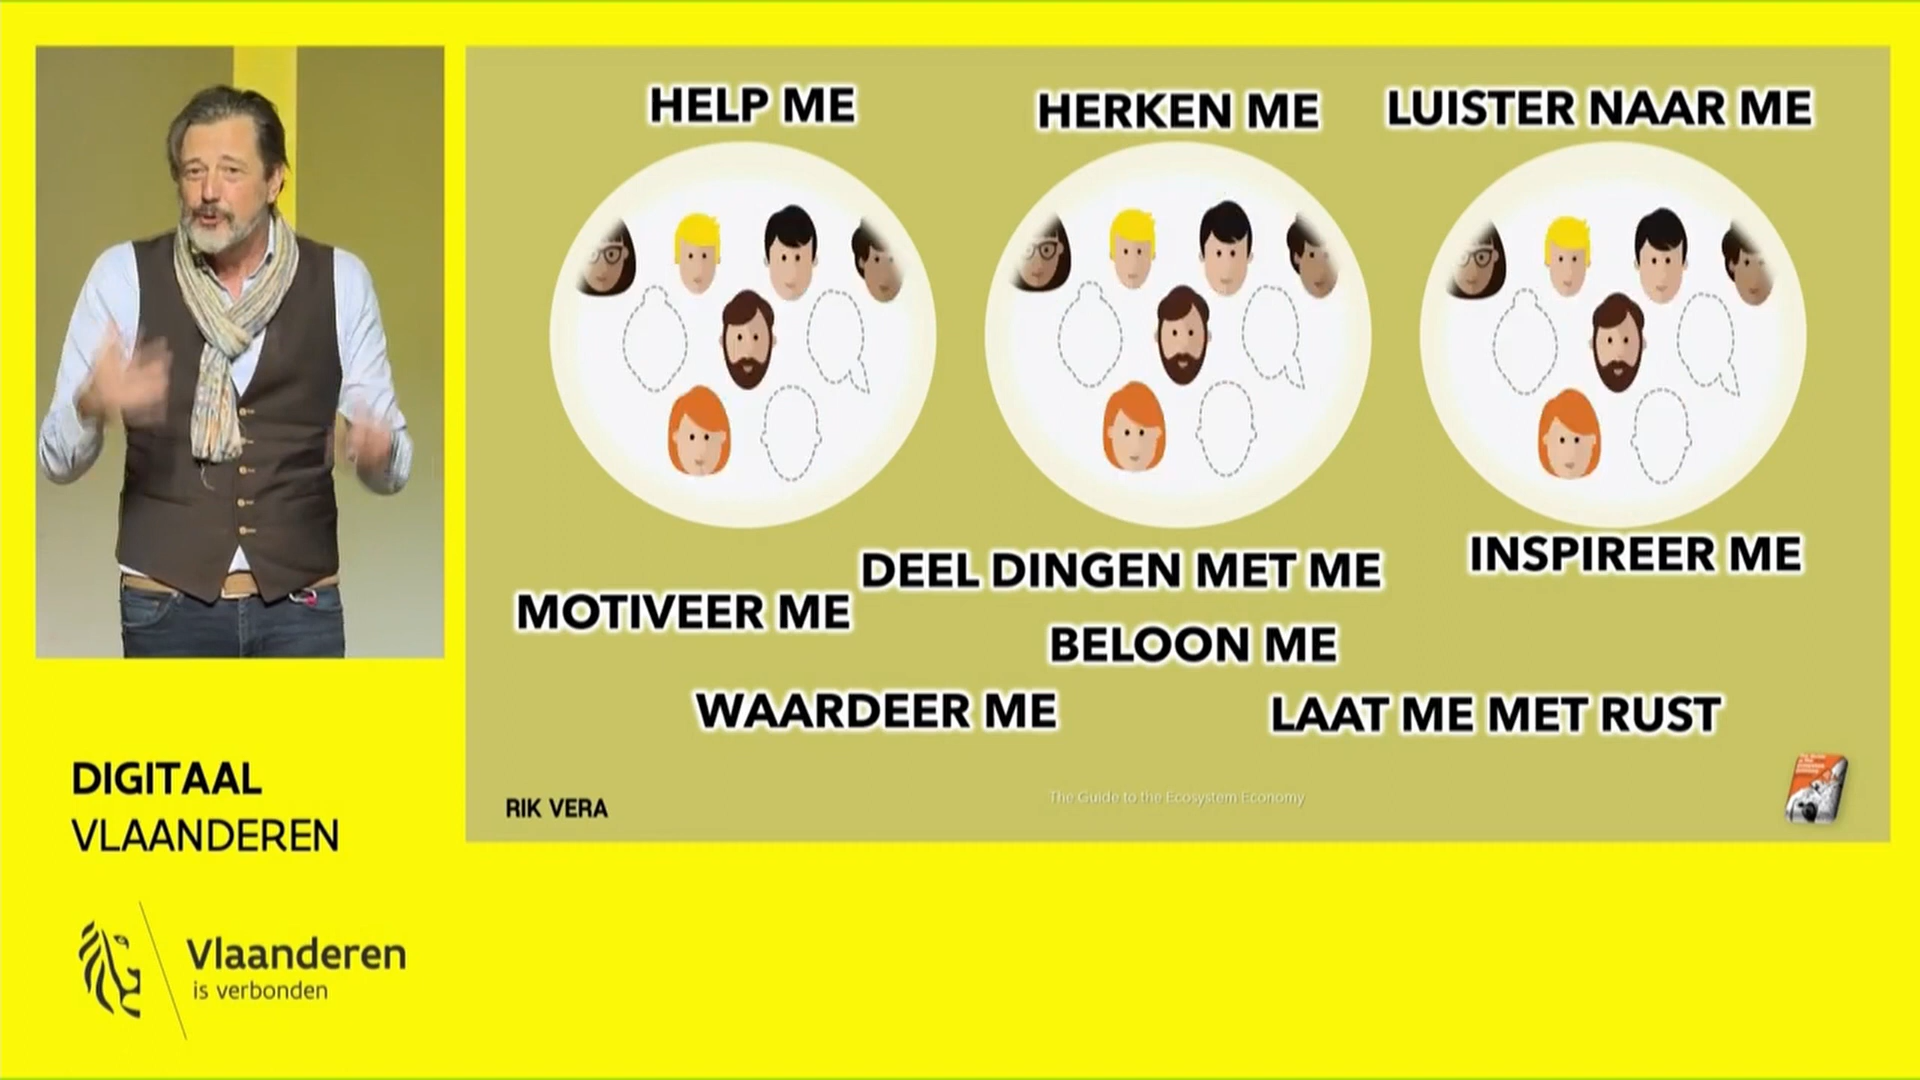 HELP ME
HERKEN ME
LUISTER NAAR ME
DEEL DINGEN MET ME
INSPIREER ME
MOTIVEER ME
BELOON ME
WAARDEER ME
LAAT ME MET RUST
RIK VERA
The Guide to the Ecosystem Economy
DIGITAAL
VLAANDEREN
Vlaanderen
is verbonden